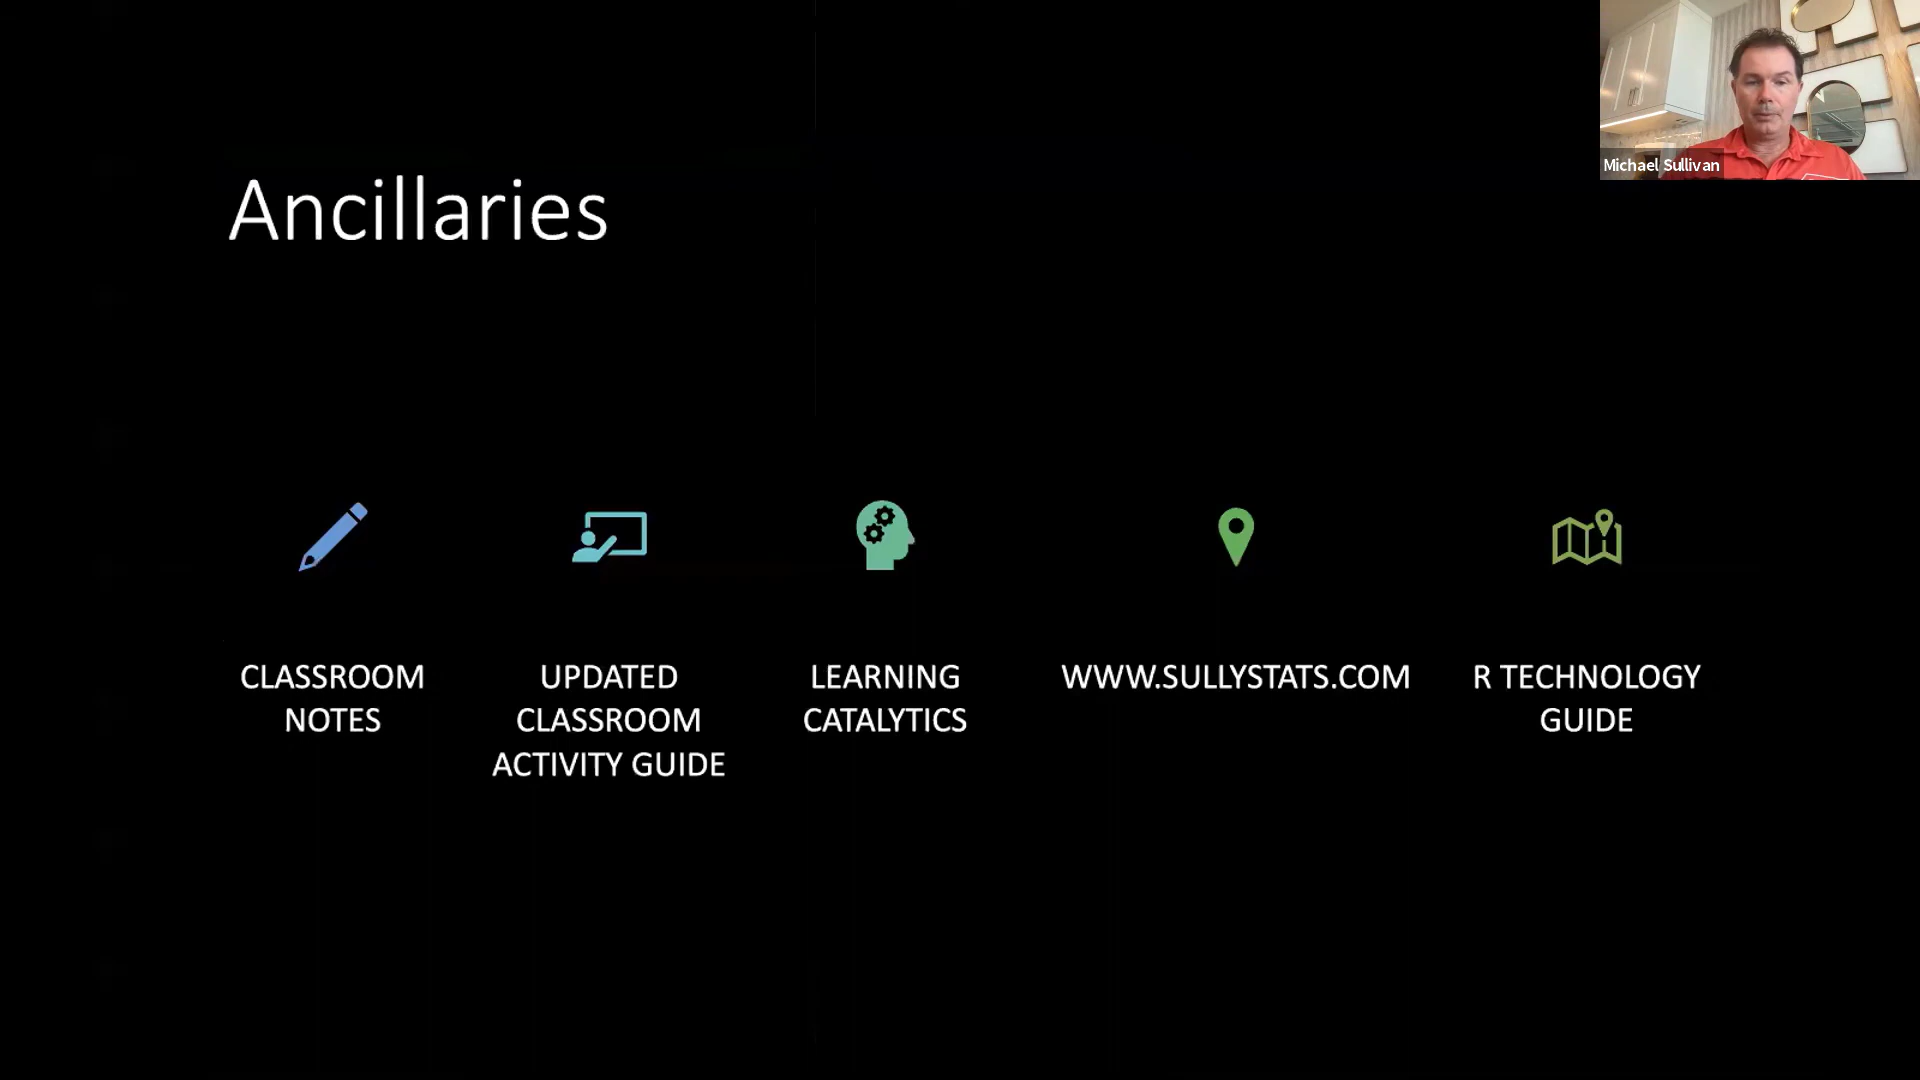 Michael Sullivan
Ancillaries
CLASSROOM
NOTES
UPDATED
CLASSROOM
ACTIVITY GUIDE
LEARNING
CATALYTICS
WWW.SULLYSTATS.COM
R TECHNOLOGY
GUIDE